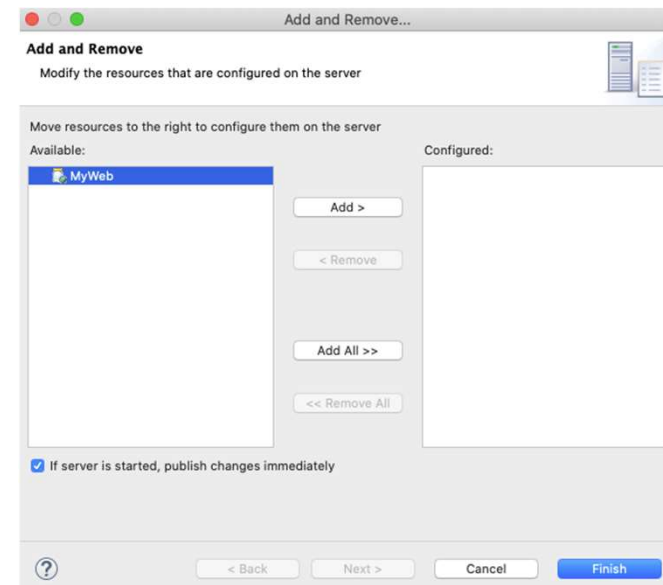 Add and Remove...
Add and Remove
Modify the resources that are configured on the server
Move resources to the right to configure them on the server
Available:
Configured:
MyWeb
Add >
< Remove
Add All >>
<< Remove All
If server is started, publish changes immediately
?
< Back
Next >
Cancel
Finish